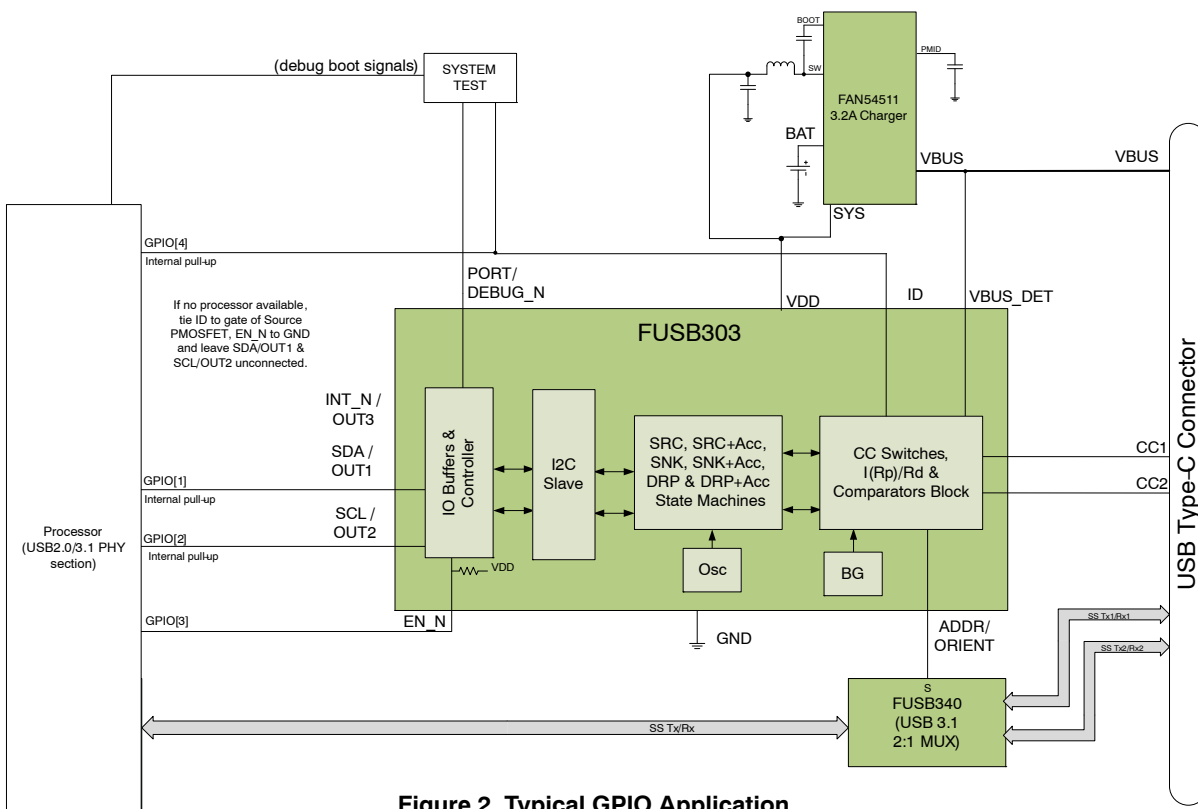 BOOT
PMID
SW
(debug boot signals)
SYSTEM
TEST
FAN54511
3.2A Charger
BAT
+
-
VBUS
VBUS
SYS
GPIO[4]
Internal pull-up
PORT/
DEBUG_N
VDD
ID
VBUS_DET
If no processor available,
tie ID to gate of Source
PMOSFET, EN_N to GND
and leave SDA/OUT1 &
SCL/OUT2 unconnected.
FUSB303
INT_N /
OUT3
SDA /
OUT1
GPIO[1]
Internal pull-up
SCL /
OUT2
GPIO[2]
Internal pull-up
IO Buffers &
Controller
I2C
Slave
SRC, SRC+Acc,
SNK, SNK+Acc,
DRP & DRP+Acc
State Machines
CC Switches,
I(Rp)/Rd &
Comparators Block
CC1
CC2
USB Type-C Connector
Processor
(USB2.0/3.1 PHY
section)
VDD
Osc
BG
GPIO[3]
EN_N
GND
ADDR/
ORIENT
SS Tx1/Rx1
SS Tx2/Rx2
S
FUSB340
(USB 3.1
2:1 MUX)
SS Tx/Rx
Figure 2. Typical GPIO Application